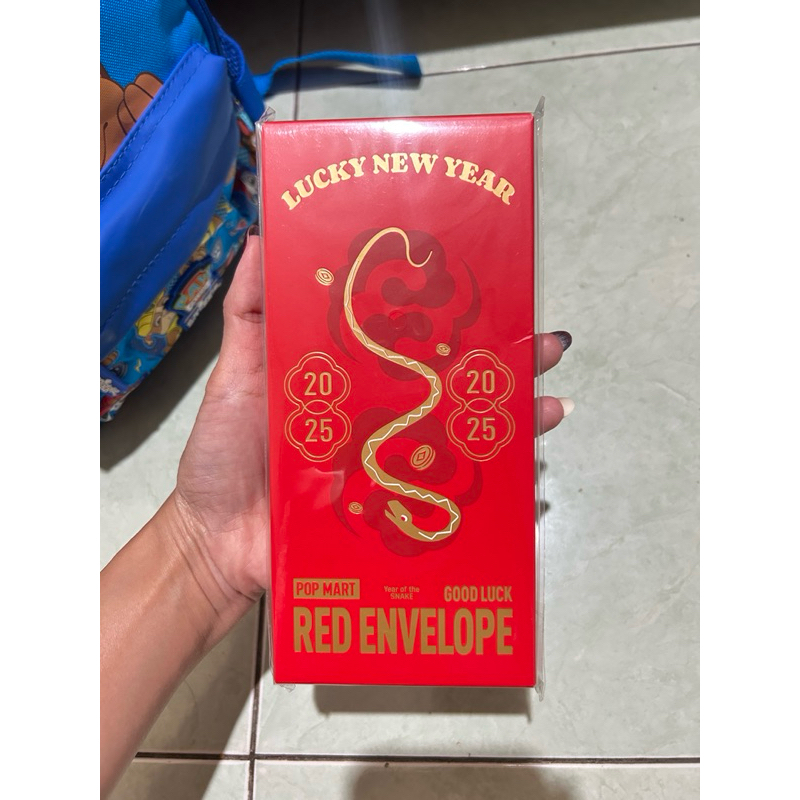 LUCKY NEW YEAR
20
25
20
25
POP MART
Year of the
SNAKE
GOOD LUCK
RED ENVELOPE